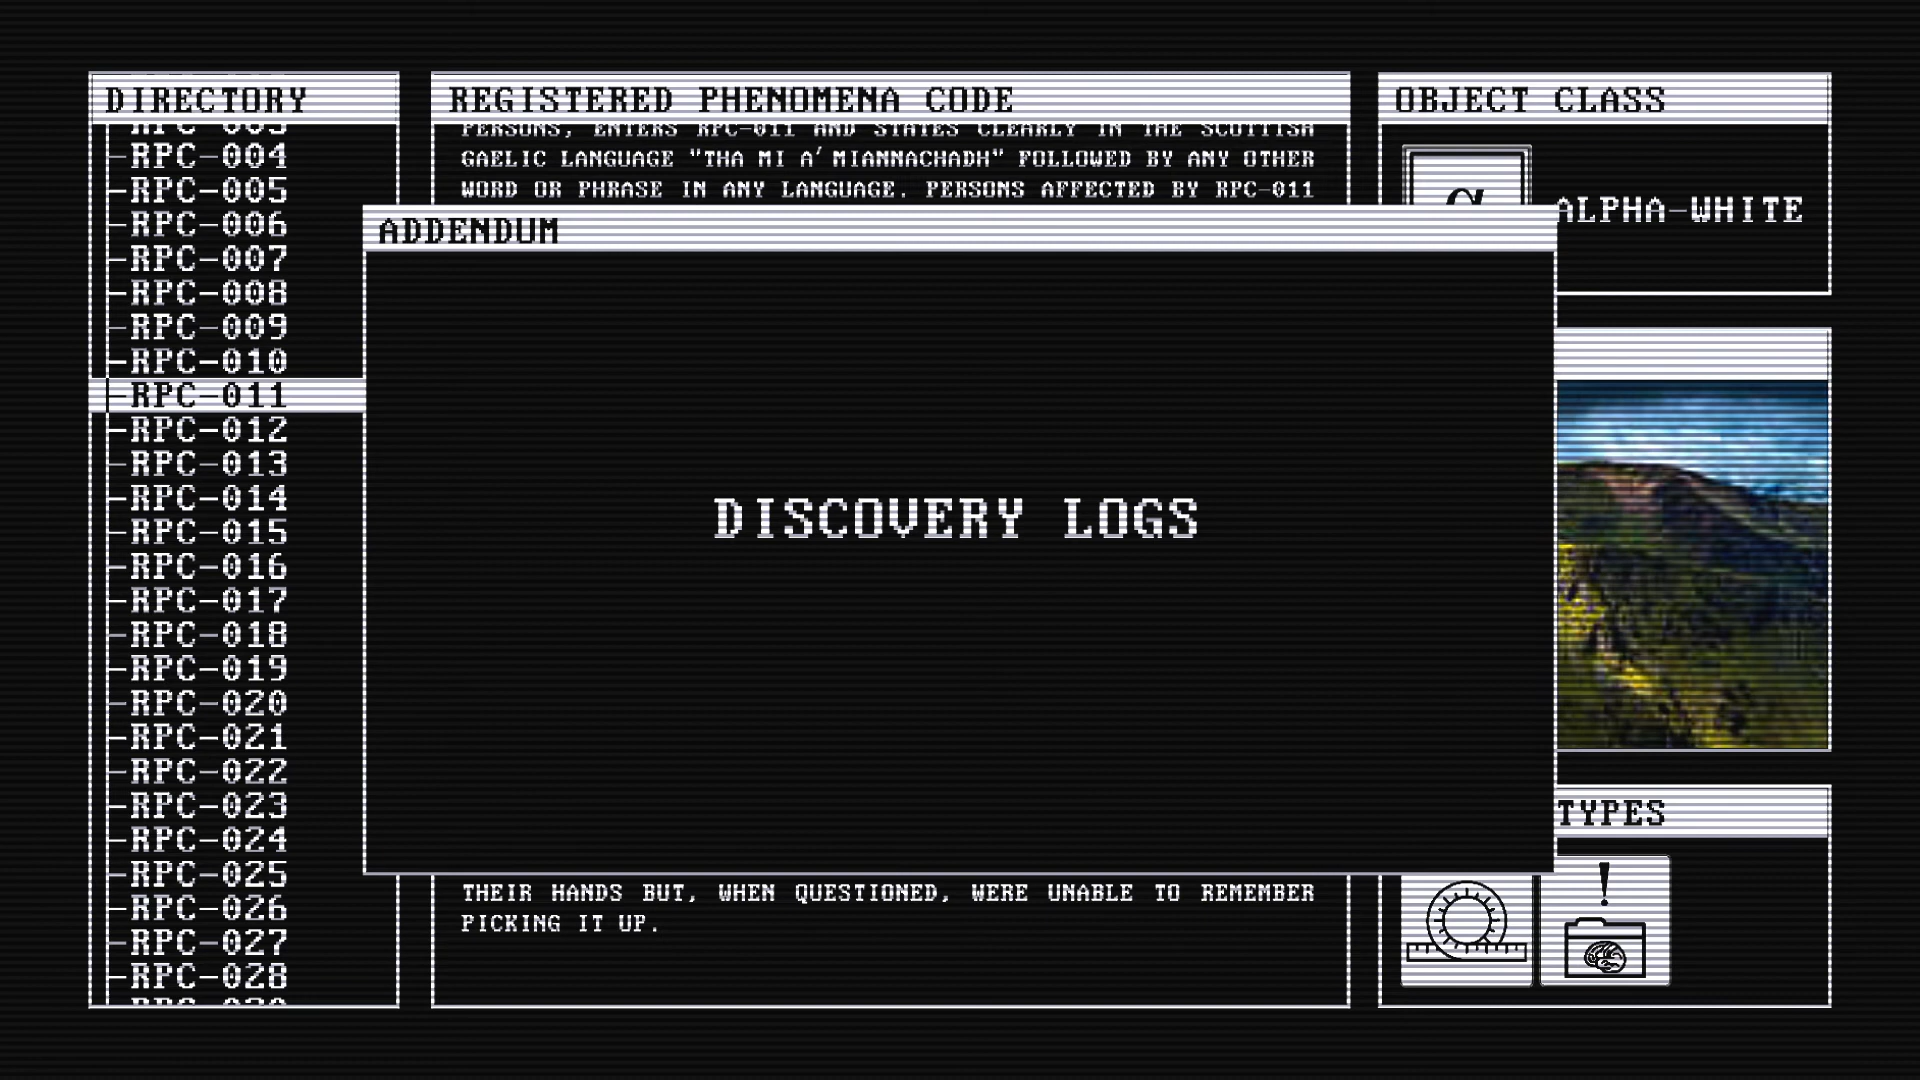 DIRECTORY
RPC-003
RPC-004
RPC-005
RPC-006
RPC-007
RPC-008
RPC-009
RPC-010
RPC-011
RPC-012
RPC-013
RPC-014
RPC-015
RPC-016
RPC-017
RPC-018
RPC-019
RPC-020
RPC-021
RPC-022
RPC-023
RPC-024
RPC-025
RPC-026
RPC-027
RPC-028
REGISTERED PHENOMENA CODE
PERSONS, ENTERS RPC-011 AND STATES CLEARLY IN THE SCOTTISH
GAELIC LANGUAGE "THA MI A' MIANNACHADH" FOLLOWED BY ANY OTHER
WORD OR PHRASE IN ANY LANGUAGE. PERSONS AFFECTED BY RPC-011
ADDENDUM
DISCOVERY LOGS
THEIR HANDS BUT, WHEN QUESTIONED, WERE UNABLE TO REMEMBER
PICKING IT UP.
OBJECT CLASS
ALPHA-WHITE
TYPES